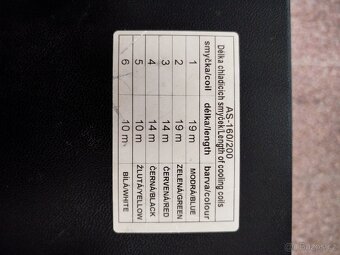 AS-160/200
Délka chladicích smyček/Length of cooling coils
smyčka/coil délka/length barva/colour
1 19 m MODRÁ/BLUE
2 19 m ZELENÁ/GREEN
3 14 m ČERVENÁ/RED
4 14 m ČERNÁ/BLACK
5 10 m ŽLUTÁ/YELLOW
6 10 m BÍLÁ/WHITE